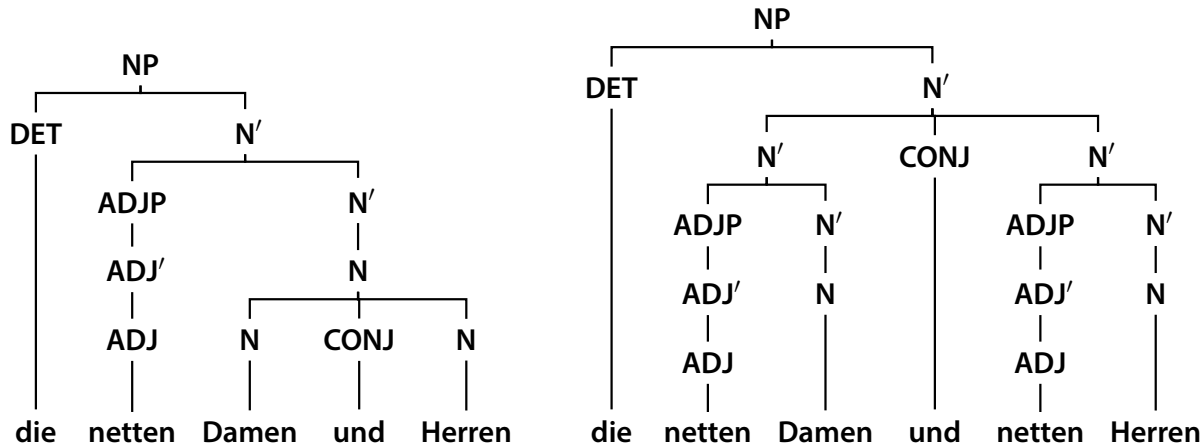 NP
DET N′
ADJP N′
ADJ′ N
ADJ N CONJ N
die netten Damen und Herren
NP
DET N′
N′ CONJ N′
ADJP N′ ADJP N′
ADJ′ N ADJ′ N
ADJ ADJ
die netten Damen und netten Herren